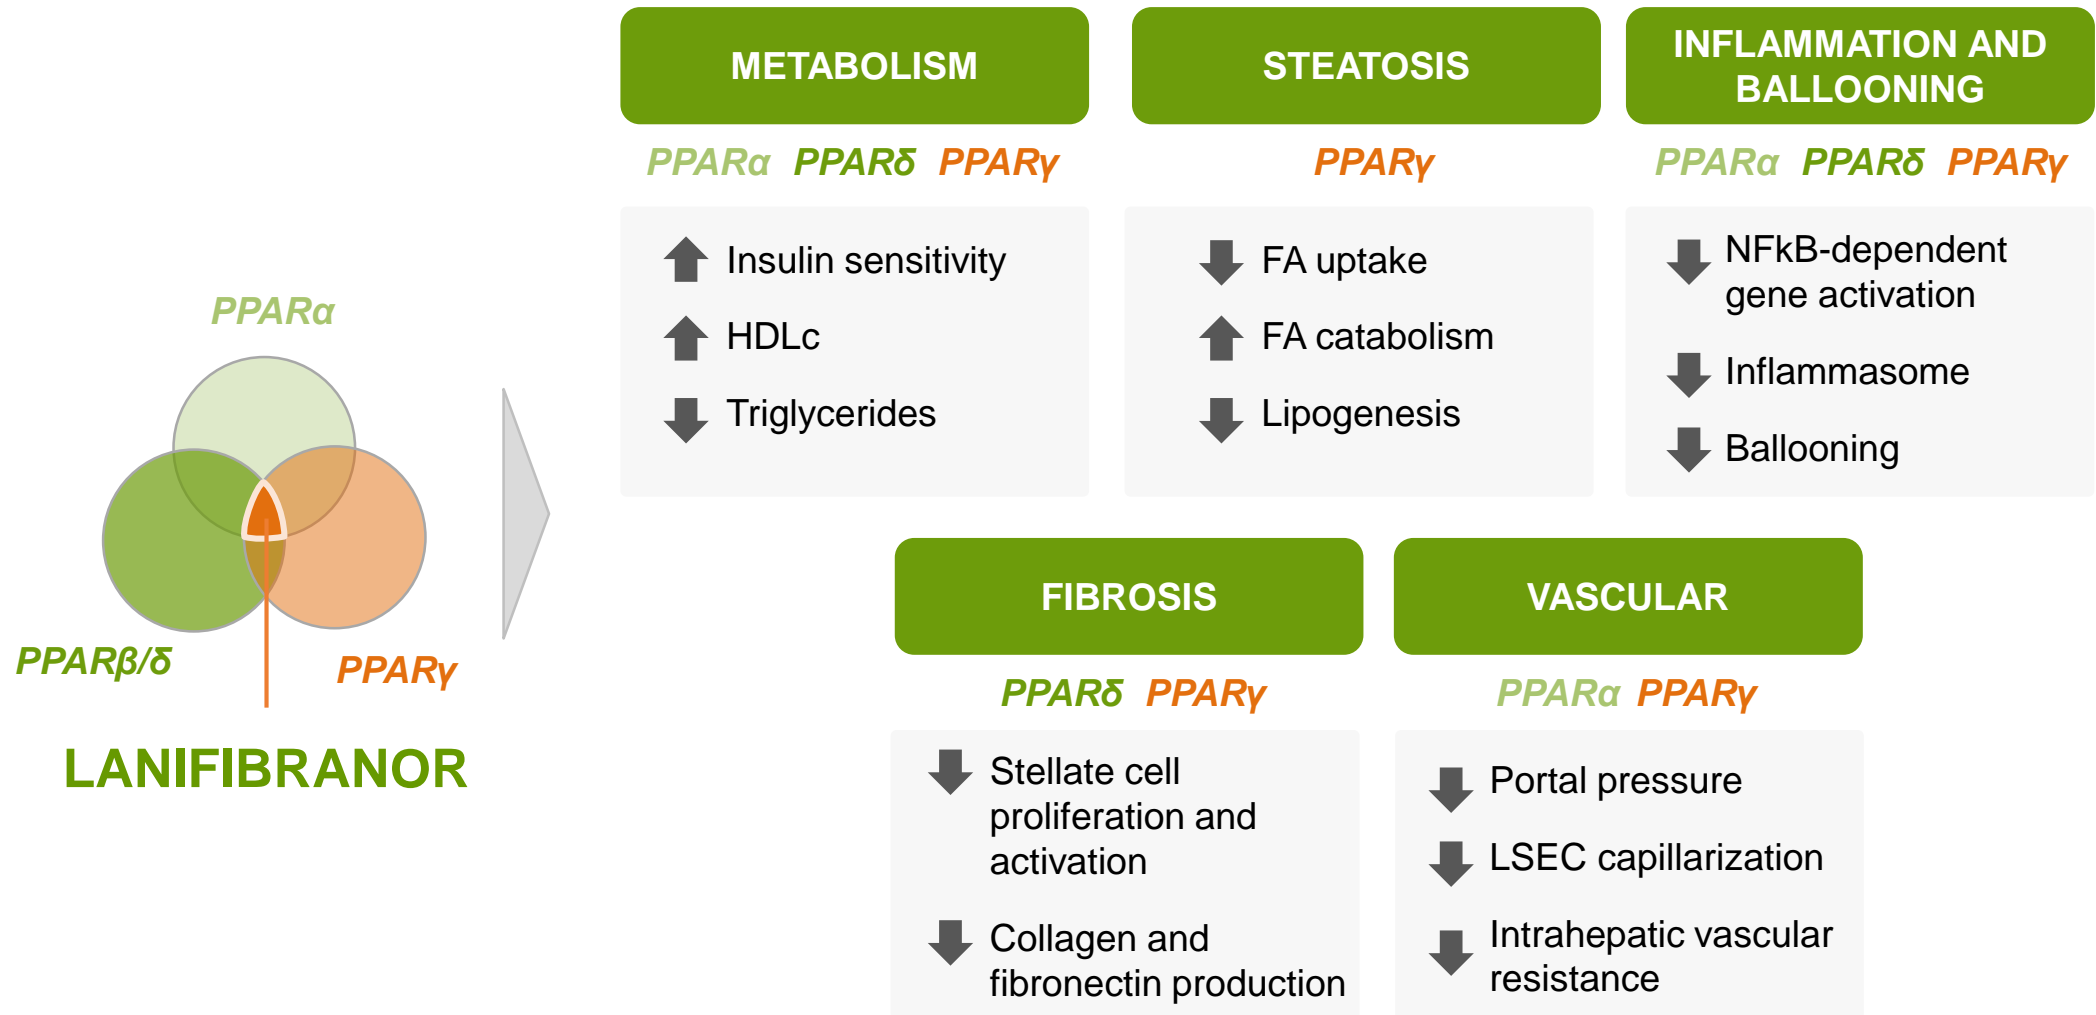 PPARα
PPARβ/δ
PPARγ
LANIFIBRANOR
METABOLISM
PPARα PPARδ PPARγ
Insulin sensitivity
HDLc
Triglycerides
STEATOSIS
PPARγ
FA uptake
FA catabolism
Lipogenesis
INFLAMMATION AND
BALLOONING
PPARα PPARδ PPARγ
NFkB-dependent
gene activation
Inflammasome
Ballooning
FIBROSIS
PPARδ PPARγ
Stellate cell
proliferation and
activation
Collagen and
fibronectin production
VASCULAR
PPARα PPARγ
Portal pressure
LSEC capillarization
Intrahepatic vascular
resistance